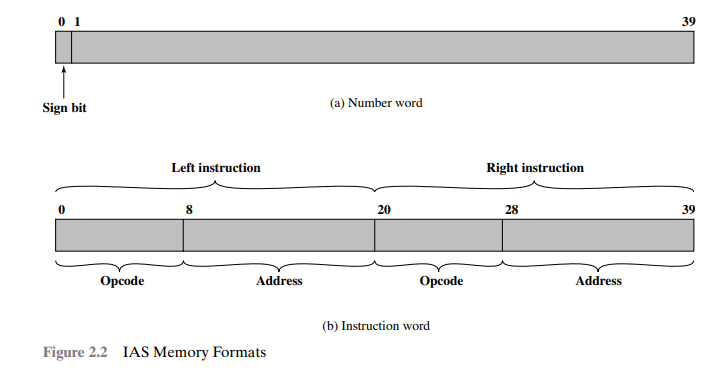 0 1 39
Sign bit
(a) Number word
Left instruction Right instruction
0 8 20 28 39
Opcode Address Opcode Address
(b) Instruction word
Figure 2.2 IAS Memory Formats